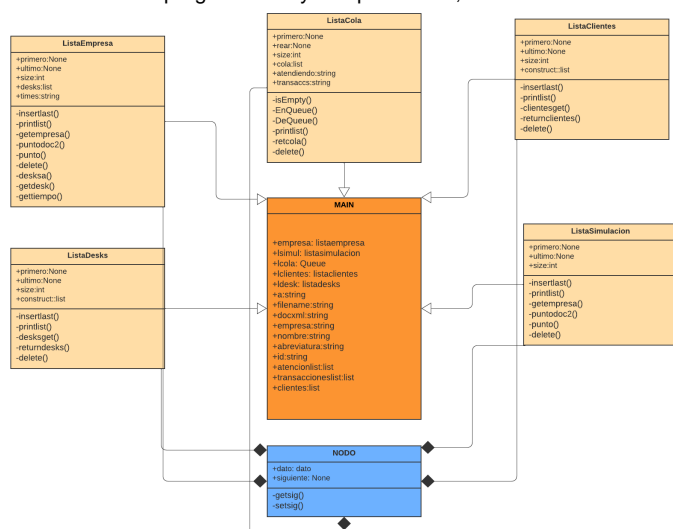 ListaCola
+primero:None
+rear:None
+size:int
+cola:list
+atendiendo:string
+transaccs:string
-isEmpty()
-EnQueue()
-DeQueue()
-printlist()
-retcola()
-delete()
ListaClientes
+primero:None
+ultimo:None
+size:int
+construct::list
-insertlast()
-printlist()
-clientesget()
-returnclientes()
-delete()
ListaEmpresa
+primero:None
+ultimo:None
+size:int
+desks:list
+times:string
-insertlast()
-printlist()
-getempresa()
-puntodoc2()
-punto()
-delete()
-desksa()
-getdesk()
-gettiempo()
MAIN
+empresa: listaempresa
+lsimul: listasimulacion
+lcola: Queue
+lclientes: listaclientes
+ldesk: listadesks
+a:string
+filename:string
+docxml:string
+empresa:string
+nombre:string
+abreviatura:string
+id:string
+atencionlist:list
+transaccioneslist:list
+clientes:list
ListaSimulacion
+primero:None
+ultimo:None
+size:int
-insertlast()
-printlist()
-getempresa()
-puntodoc2()
-punto()
-delete()
ListaDesks
+primero:None
+ultimo:None
+size:int
+construct::list
-insertlast()
-printlist()
-desksget()
-returndesks()
-delete()
NODO
+dato: dato
+siguiente: None
-getsig()
-setsig()